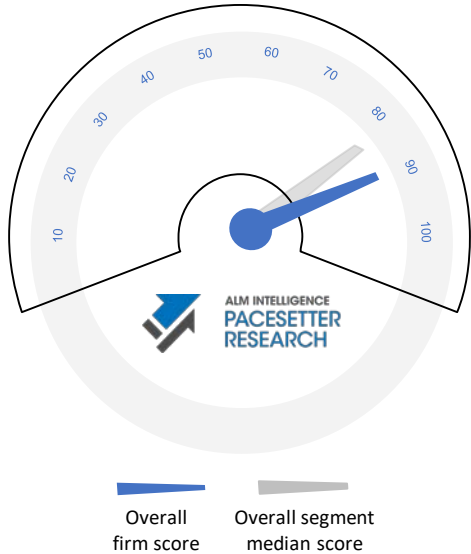 10
20
30
40
50
60
70
80
90
100
ALM INTELLIGENCE
PACESETTER
RESEARCH
Overall
firm score
Overall segment
median score